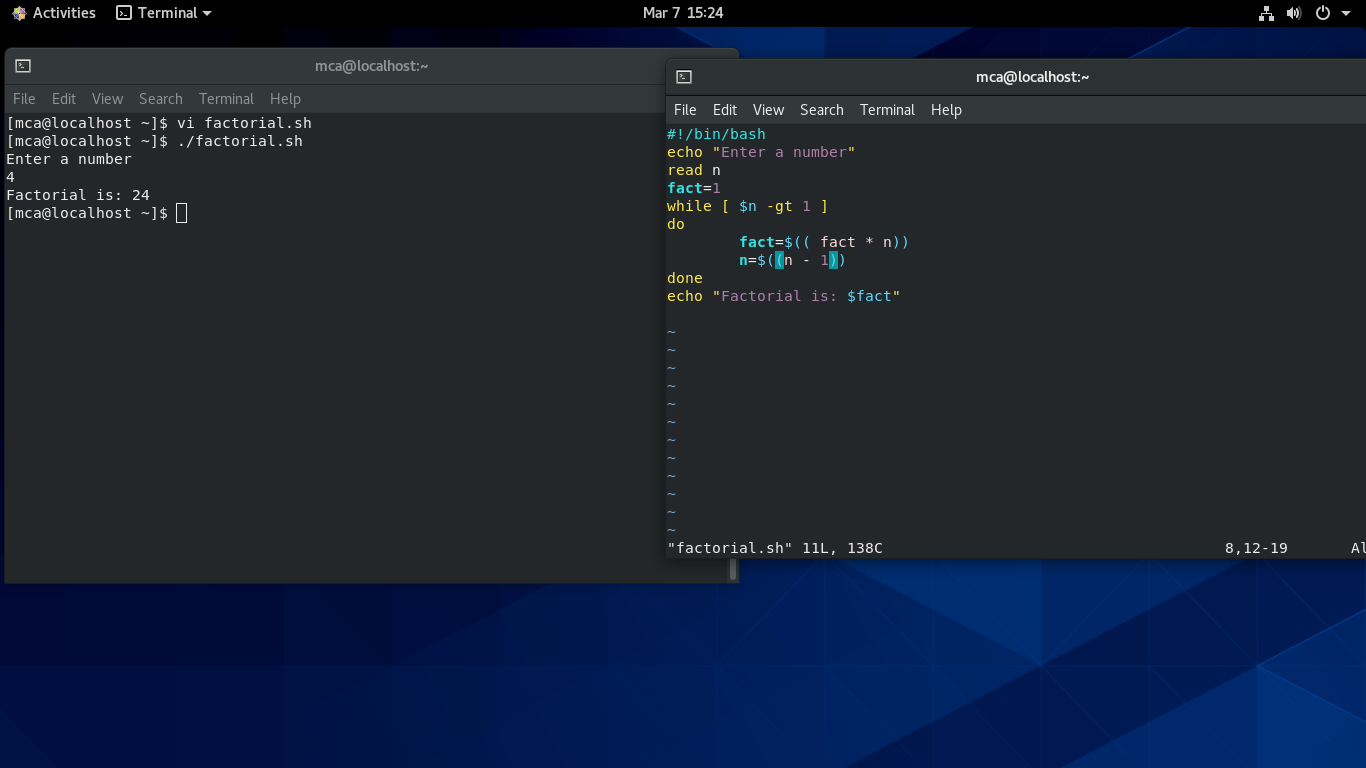 Activities Terminal Mar 7 15:24
mca@localhost:~
File Edit View Search Terminal Help
[mca@localhost ~]$ vi factorial.sh
[mca@localhost ~]$ ./factorial.sh
Enter a number
4
Factorial is: 24
[mca@localhost ~]$
mca@localhost:~
File Edit View Search Terminal Help
#!/bin/bash
echo "Enter a number"
read n
fact=1
while [ $n -gt 1 ]
do
        fact=$(( fact * n))
        n=$((n - 1))
done
echo "Factorial is: $fact"
~
~
~
~
~
~
~
~
~
~
~
~
"factorial.sh" 11L, 138C 8,12-19 Al